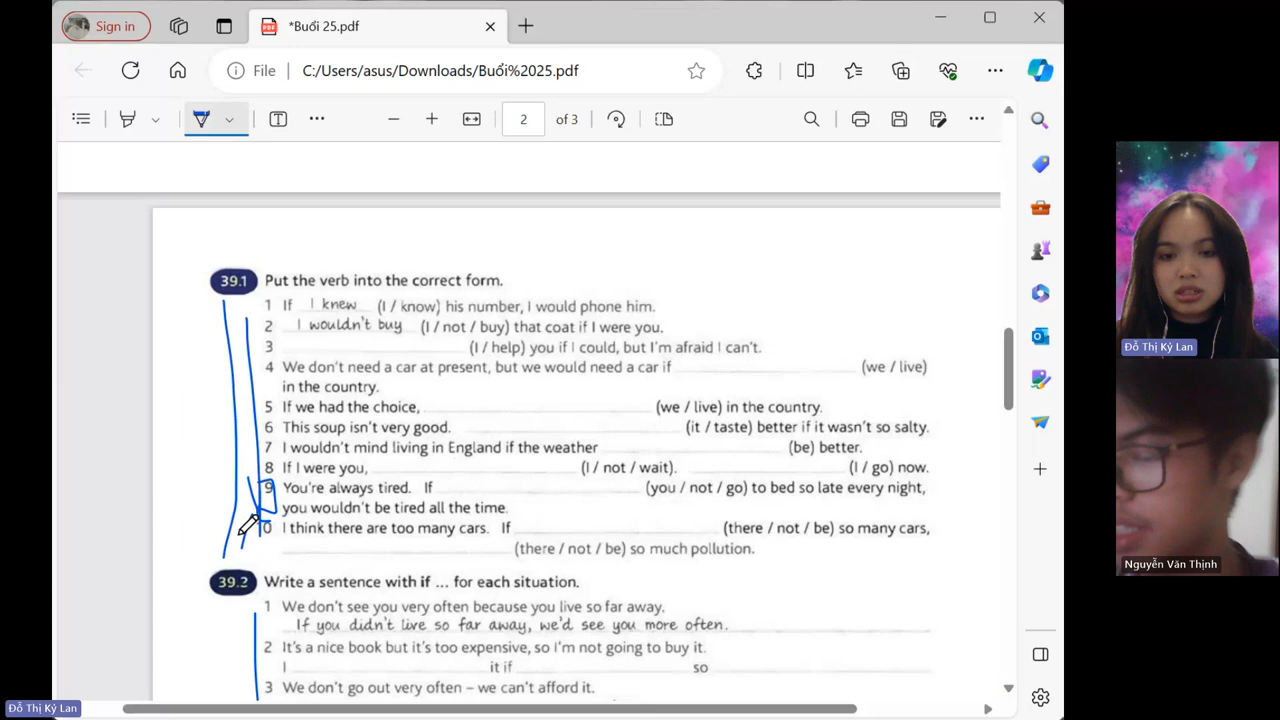 Sign in
*Buổi 25.pdf
File
C:/Users/asus/Downloads/Buổi%2025.pdf
2 of 3
39.1 Put the verb into the correct form.
1 If I knew (I / know) his number, I would phone him.
2 I wouldn't buy (I / not / buy) that coat if I were you.
3 (I / help) you if I could, but I'm afraid I can't.
4 We don't need a car at present, but we would need a car if (we / live)
in the country.
5 If we had the choice, (we / live) in the country.
6 This soup isn't very good. (it / taste) better if it wasn't so salty.
7 I wouldn't mind living in England if the weather (be) better.
8 If I were you, (I / not / wait). (I / go) now.
9 You're always tired. If (you / not / go) to bed so late every night,
you wouldn't be tired all the time.
0 I think there are too many cars. If (there / not / be) so many cars,
(there / not / be) so much pollution.
39.2 Write a sentence with if ... for each situation.
1 We don't see you very often because you live so far away.
If you didn't live so far away, we'd see you more often.
2 It's a nice book but it's too expensive, so I'm not going to buy it.
I it if so
3 We don't go out very often – we can't afford it.
Đỗ Thị Kỷ Lan
Nguyễn Văn Thịnh
Đỗ Thị Kỷ Lan